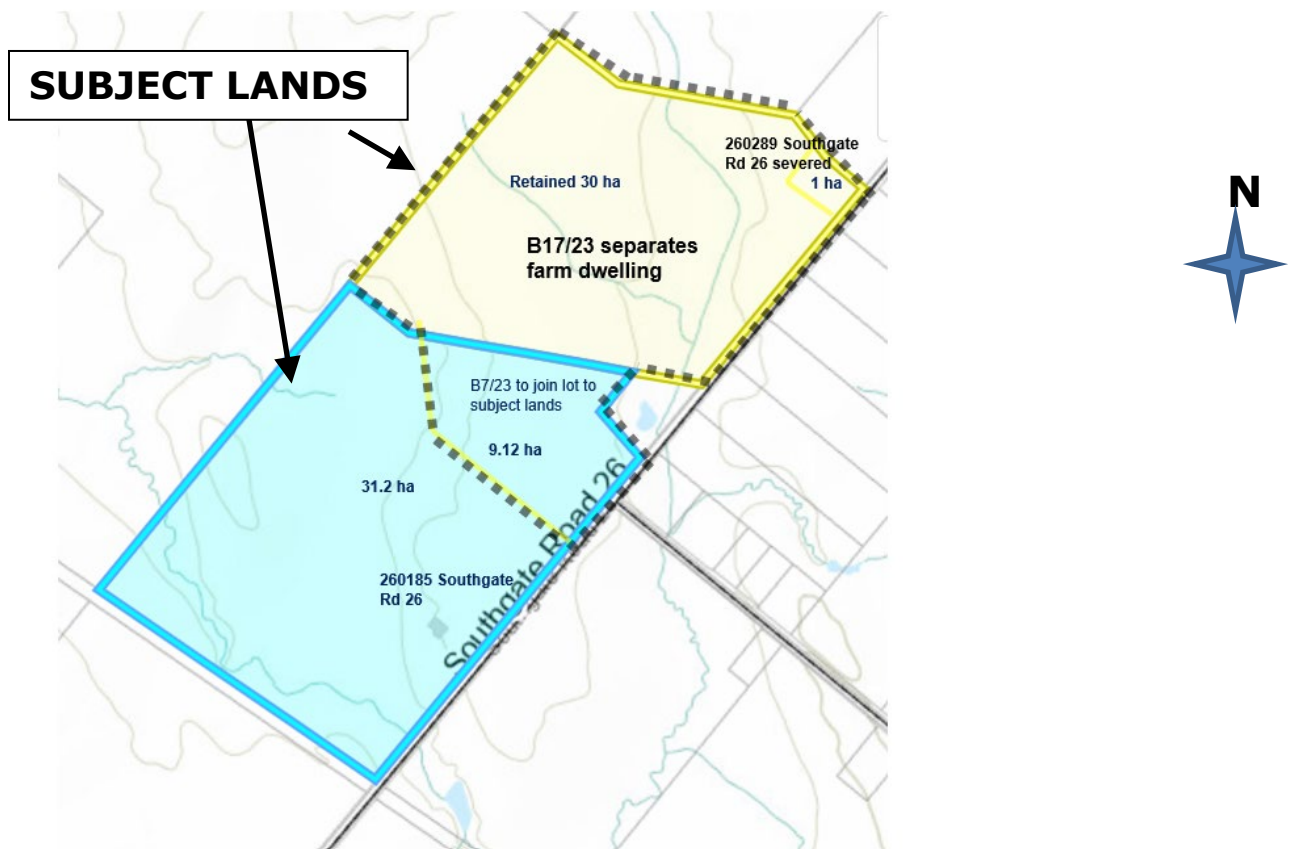 SUBJECT LANDS
260289 Southgate
Rd 26 severed
1 ha
Retained 30 ha
N
B17/23 separates
farm dwelling
B7/23 to join lot to
subject lands
9.12 ha
31.2 ha
260185 Southgate
Rd 26
Southgate Road 26